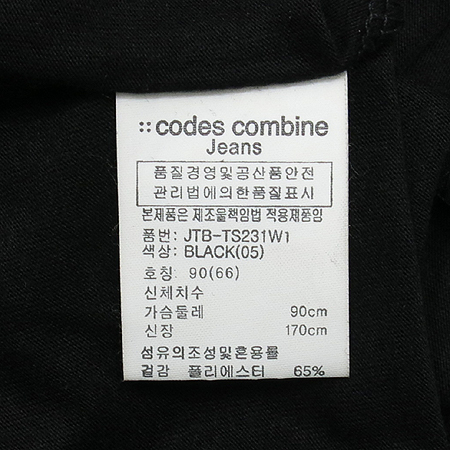 ::codes combine
Jeans
품질경영및공산품안전
관리법에의한품질표시
본제품은 제조물책임법 적용제품임
품번: JTB-TS231W1
색상: BLACK(05)
호칭: 90(66)
신체치수
가슴둘레 90cm
신장 170cm
섬유의조성및혼용률
겉감 폴리에스터 65%